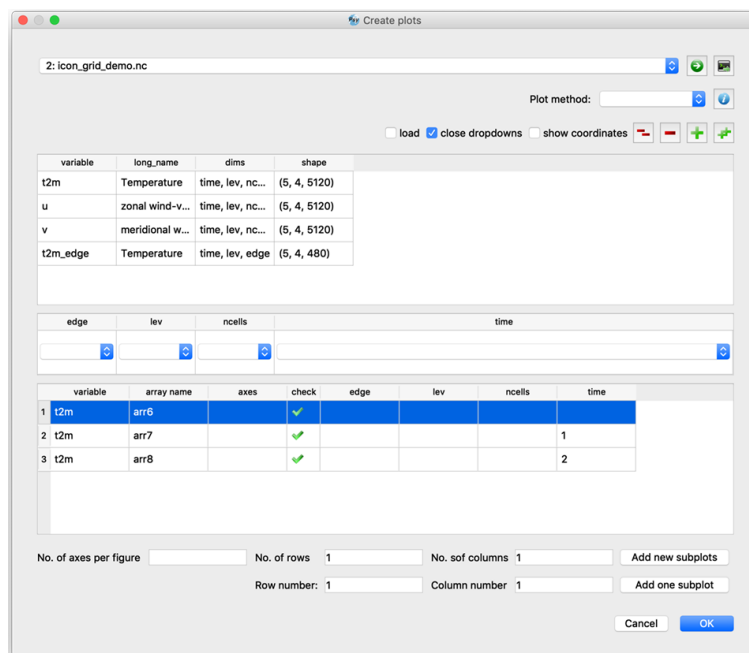 Create plots
2: icon_grid_demo.nc
Plot method:
load close dropdowns show coordinates
variable long_name dims shape
t2m Temperature time, lev, nc... (5, 4, 5120)
u zonal wind-v... time, lev, nc... (5, 4, 5120)
v meridional w... time, lev, nc... (5, 4, 5120)
t2m_edge Temperature time, lev, edge (5, 4, 480)
edge lev ncells time
variable array name axes check edge lev ncells time
1 t2m arr6
2 t2m arr7 1
3 t2m arr8 2
No. of axes per figure No. of rows 1 No. sof columns 1 Add new subplots
Row number: 1 Column number 1 Add one subplot
Cancel OK